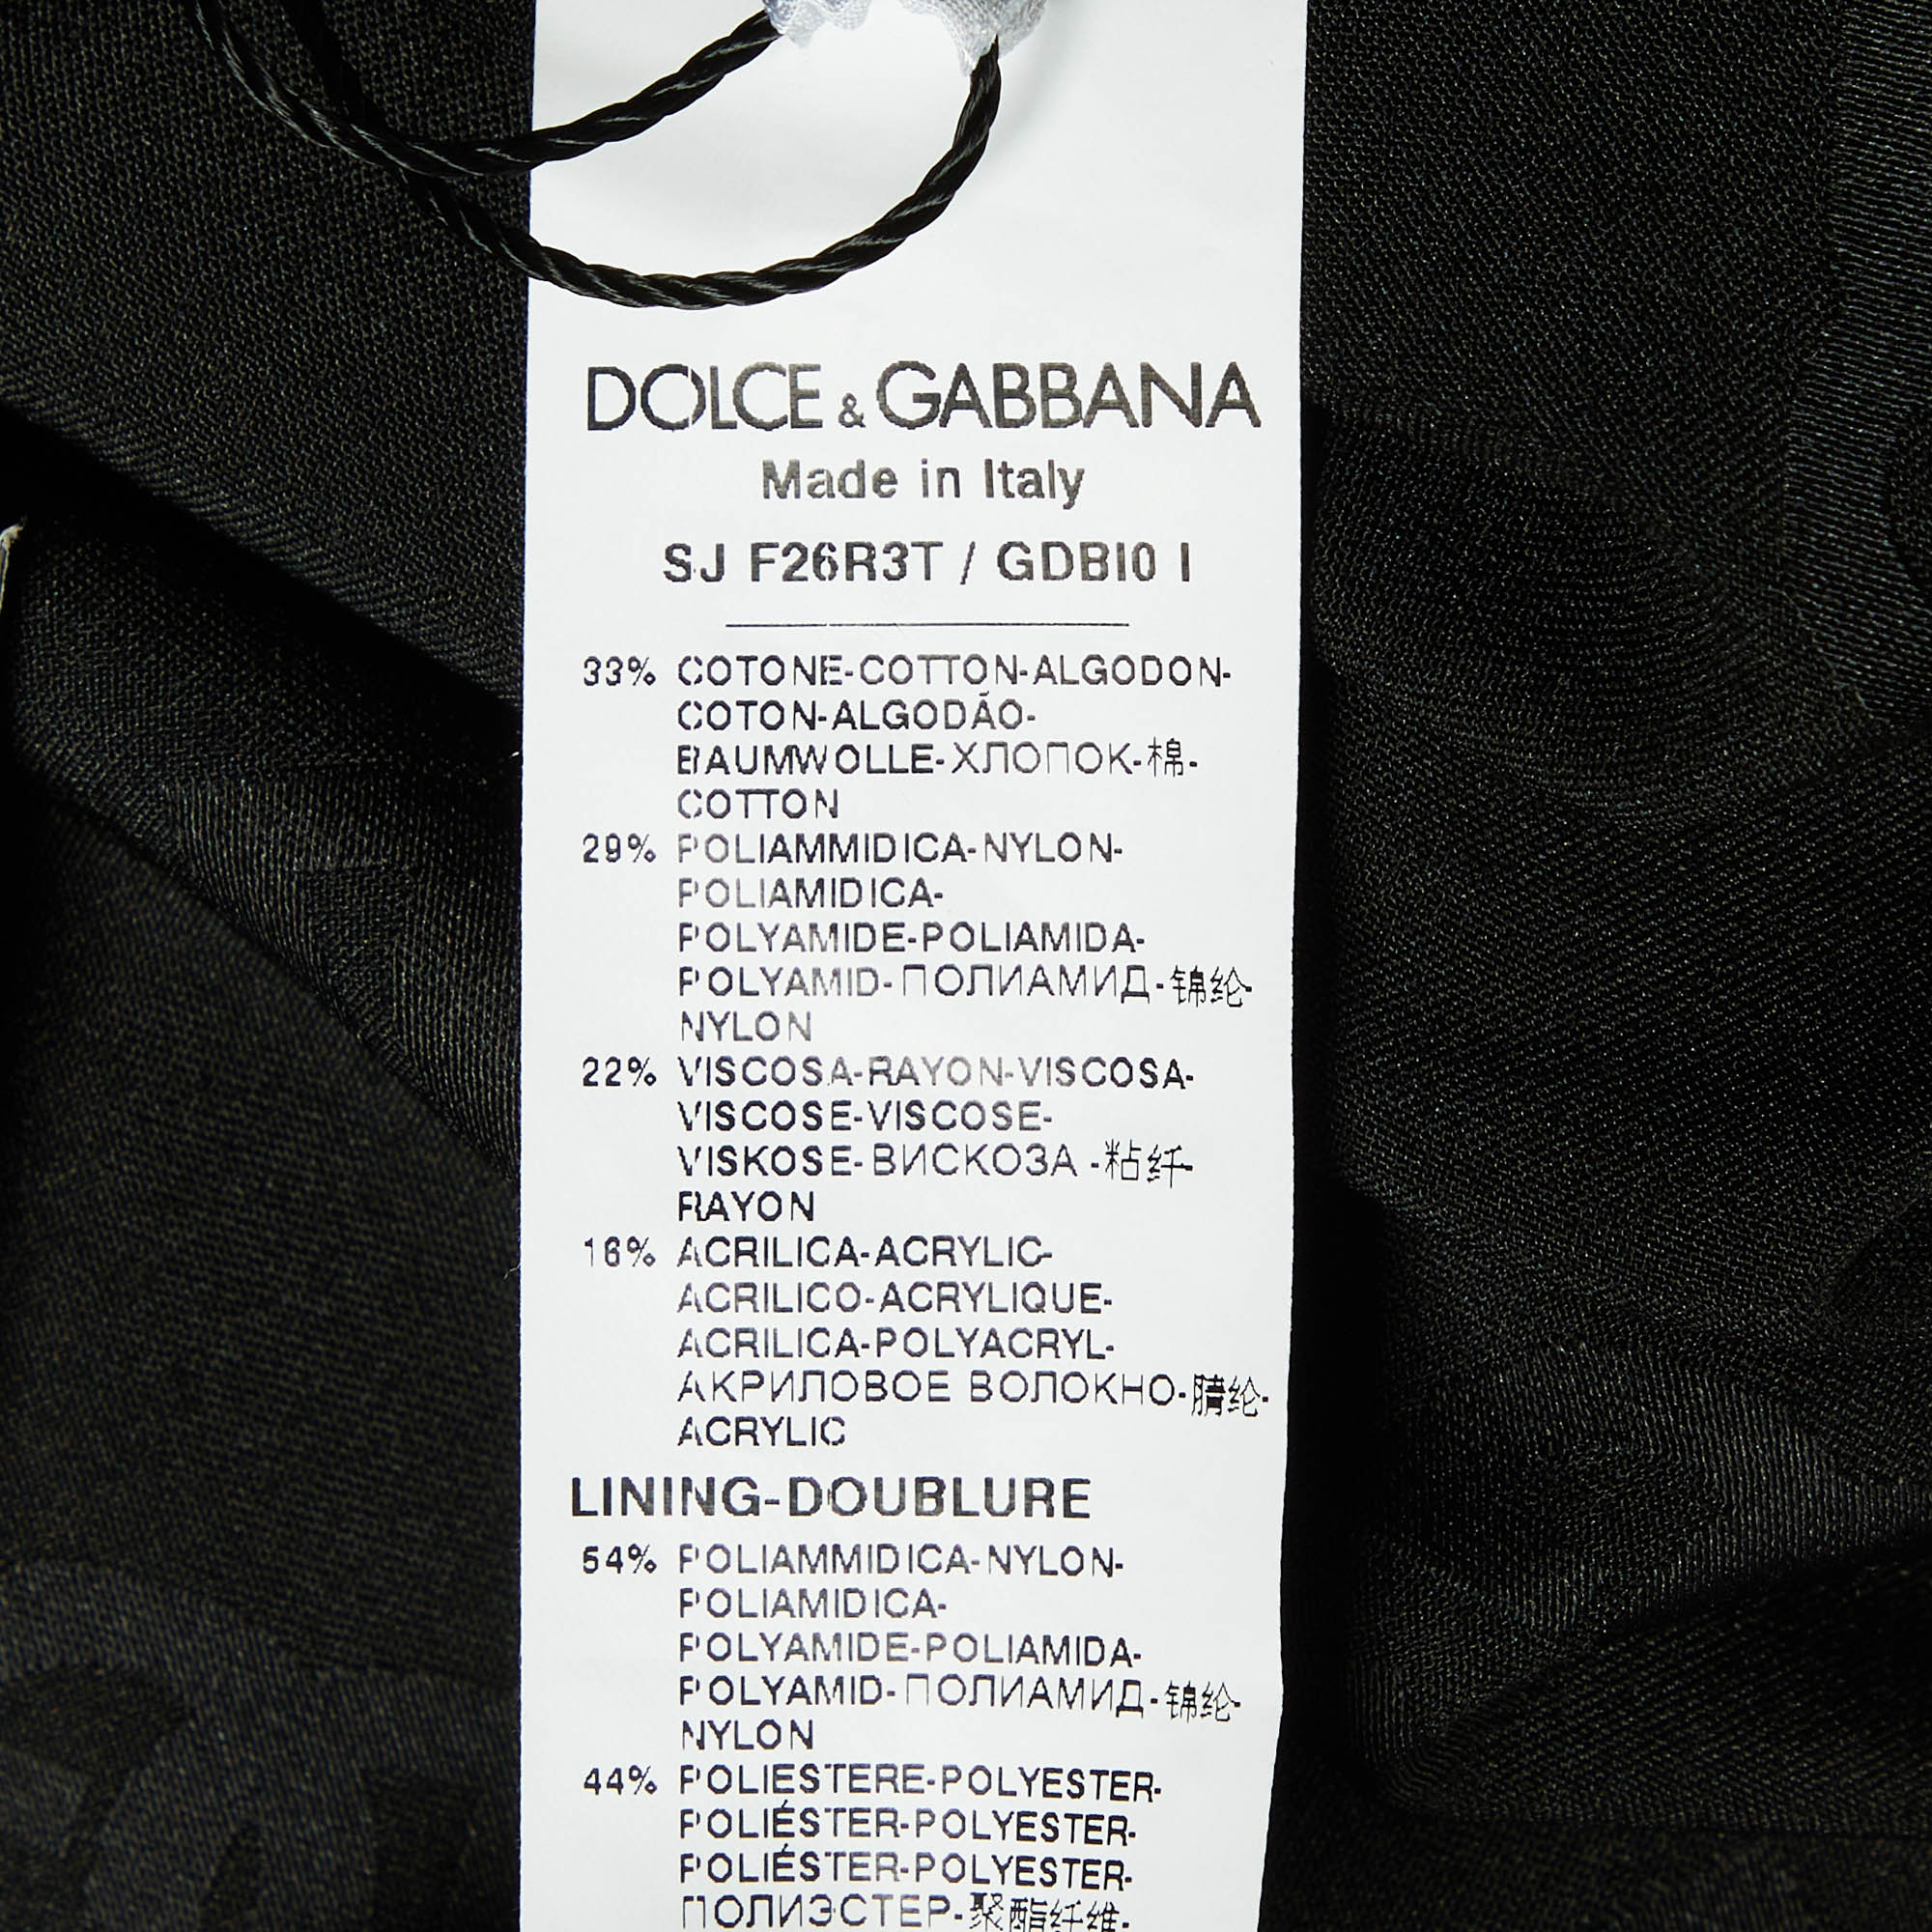 DOLCE & GABBANA
Made in Italy
SJ F26R3T / GDBI0 I
33% COTONE-COTTON-ALGODON-
COTON-ALGODÃO-
BAUMWOLLE-ХЛОПОК-棉-
COTTON
29% POLIAMMIDICA-NYLON-
POLIAMIDICA-
POLYAMIDE-POLIAMIDA-
POLYAMID-ПОЛИАМИД-锦纶-
NYLON
22% VISCOSA-RAYON-VISCOSA-
VISCOSE-VISCOSE-
VISKOSE-ВИСКОЗА -粘纤-
RAYON
16% ACRILICA-ACRYLIC-
ACRILICO-ACRYLIQUE-
ACRILICA-POLYACRYL-
АКРИЛОВОЕ ВОЛОКНО-腈纶-
ACRYLIC
LINING-DOUBLURE
54% POLIAMMIDICA-NYLON-
POLIAMIDICA-
POLYAMIDE-POLIAMIDA-
POLYAMID-ПОЛИАМИД-锦纶-
NYLON
44% POLIESTERE-POLYESTER-
POLIÉSTER-POLYESTER-
POLIÉSTER-POLYESTER-
ПОЛИЭСТЕР-聚酯纤维-